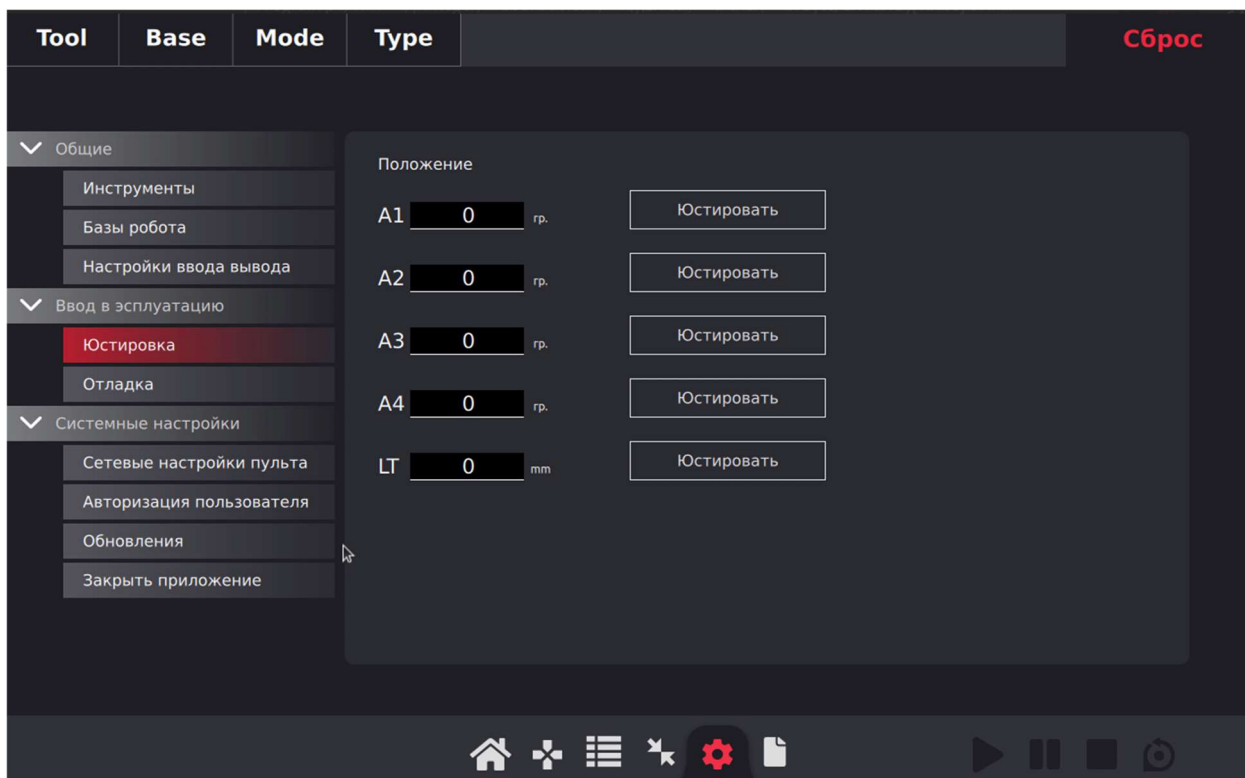 Tool Base Mode Type Сброс
Общие
Инструменты
Базы робота
Настройки ввода вывода
Ввод в эсплуатацию
Юстировка
Отладка
Системные настройки
Сетевые настройки пульта
Авторизация пользователя
Обновления
Закрыть приложение
Положение
A1 0 гр. Юстировать
A2 0 гр. Юстировать
A3 0 гр. Юстировать
A4 0 гр. Юстировать
LT 0 mm Юстировать